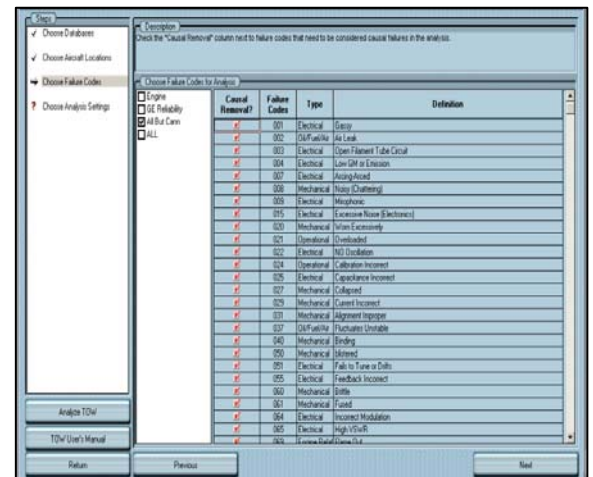 Steps
Choose Databases
Choose Aircraft Locations
Choose Failure Codes
? Choose Analysis Settings
Description
Check the "Causal Removal" column next to failure codes that need to be considered causal failures in the analysis.
Choose Failure Codes for Analysis
Engine
GE Reliability
All But Cann
ALL
Causal Removal? Failure Codes Type Definition
001 Electrical Gassy
002 Oil/Fuel/Air Air Leak
003 Electrical Open Filament Tube Circuit
004 Electrical Low GM or Emission
007 Electrical Arcing-Arced
008 Mechanical Noisy (Chattering)
009 Electrical Microphonic
015 Electrical Excessive Noise (Electronics)
020 Mechanical Worn Excessively
021 Operational Overloaded
022 Electrical NO Oscillation
024 Operational Calibration Incorrect
025 Electrical Capacitance Incorrect
027 Mechanical Collapsed
029 Mechanical Current Incorrect
031 Mechanical Alignment Improper
037 Oil/Fuel/Air Fluctuates Unstable
040 Mechanical Binding
050 Mechanical blistered
051 Electrical Fails to Tune or Drifts
055 Electrical Feedback Incorrect
060 Mechanical Brittle
061 Mechanical Fused
064 Electrical Incorrect Modulation
065 Electrical High VSWR
069 Flame Out
Analyze TOW
TOW User's Manual
Return
Previous
Next